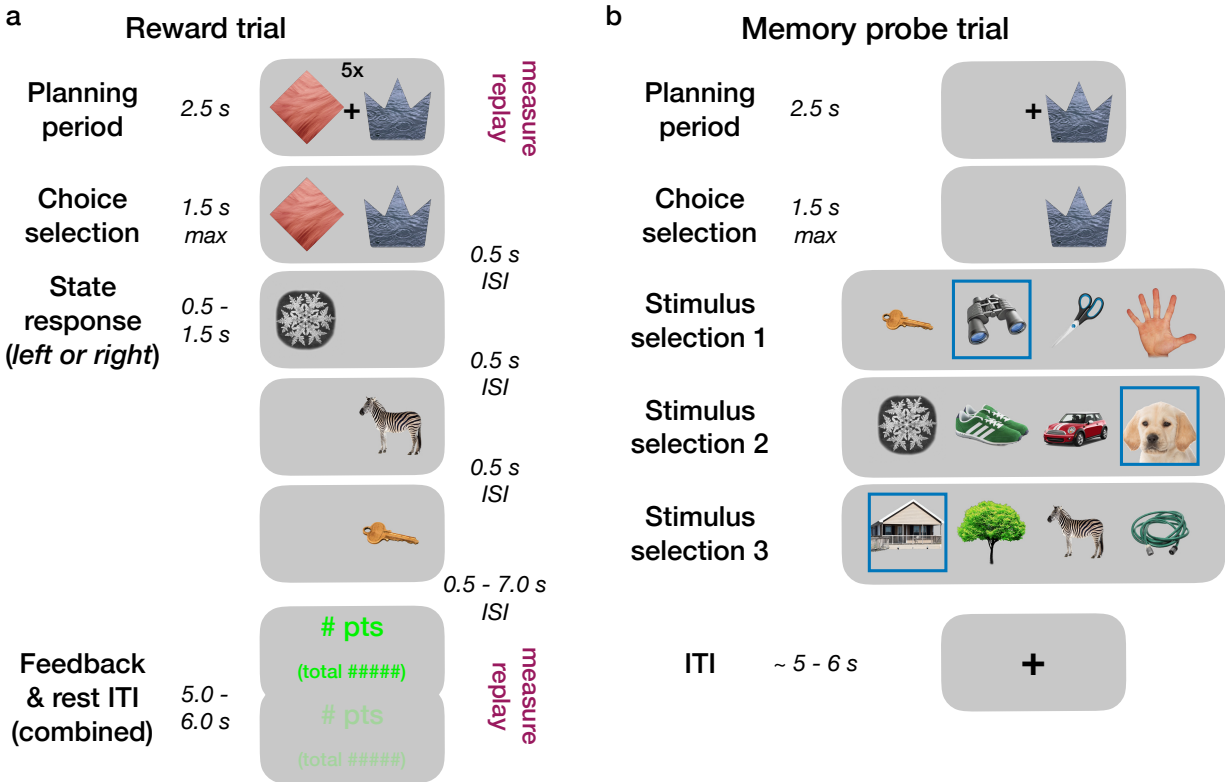 a
Reward trial
Planning
period
2.5 s
5x
+
measure
replay
Choice
selection
1.5 s
max
0.5 s
ISI
State
response
(left or right)
0.5 -
1.5 s
0.5 s
ISI
0.5 s
ISI
0.5 - 7.0 s
ISI
Feedback
& rest ITI
(combined)
5.0 -
6.0 s
# pts
(total #####)
# pts
(total #####)
measure
replay
b
Memory probe trial
Planning
period
2.5 s
+
Choice
selection
1.5 s
max
Stimulus
selection 1
Stimulus
selection 2
Stimulus
selection 3
ITI
~ 5 - 6 s
+